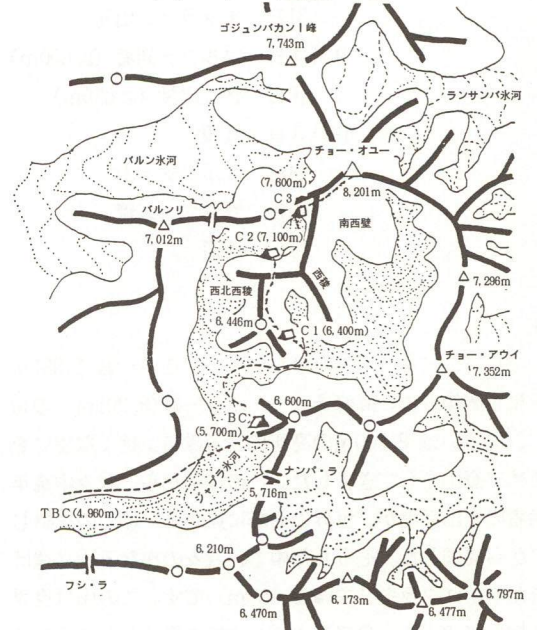 ゴジュンバカンⅠ峰
7.743m
ランサンバ氷河
チョー・オユー
8.201m
バルン氷河
(7.600m)
C 3
バルンリ
7.012m
南西壁
C 2 (7,100m)
西稜
西北西稜
7.296m
6.446m
C 1 (6,400m)
チョー・アウイ
7.352m
6.600m
BC
(5.700m)
ジャブラ氷河
ナンパ・ラ
5.716m
TBC(4.960m)
6.210m
フシ・ラ
6.470m
6.173m
6.477m
6.797m